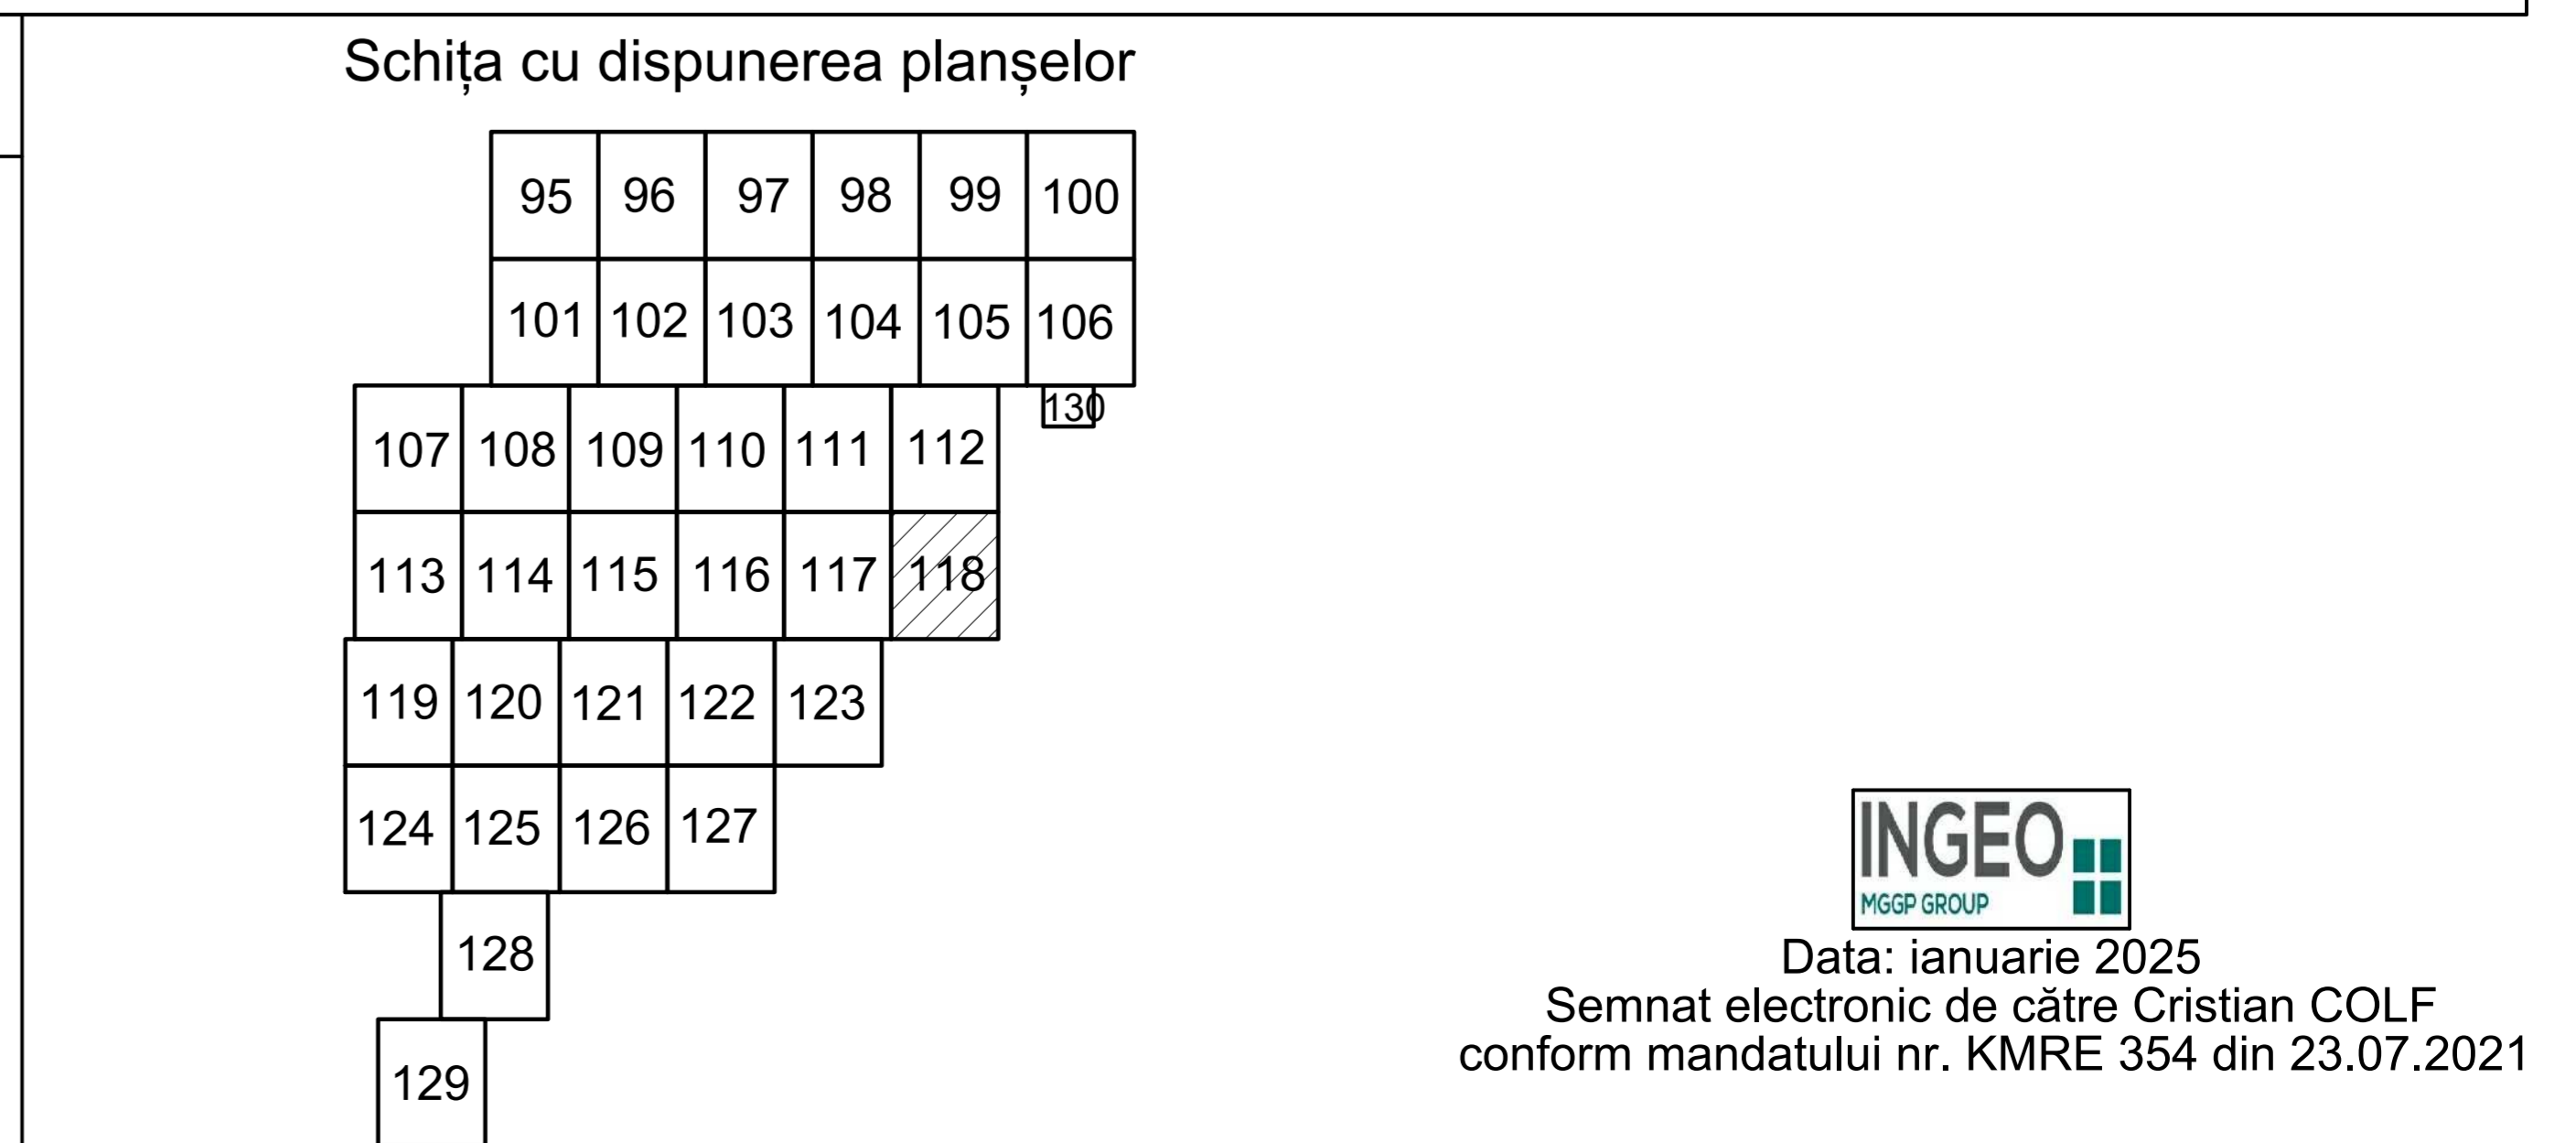 Schița cu dispunerea planșelor
95 96 97 98 99 100
101 102 103 104 105 106
130
107 108 109 110 111 112
113 114 115 116 117 118
119 120 121 122 123
124 125 126 127
128
129
INGEO
MGGP GROUP
Data: ianuarie 2025
Semnat electronic de către Cristian COLF
conform mandatului nr. KMRE 354 din 23.07.2021